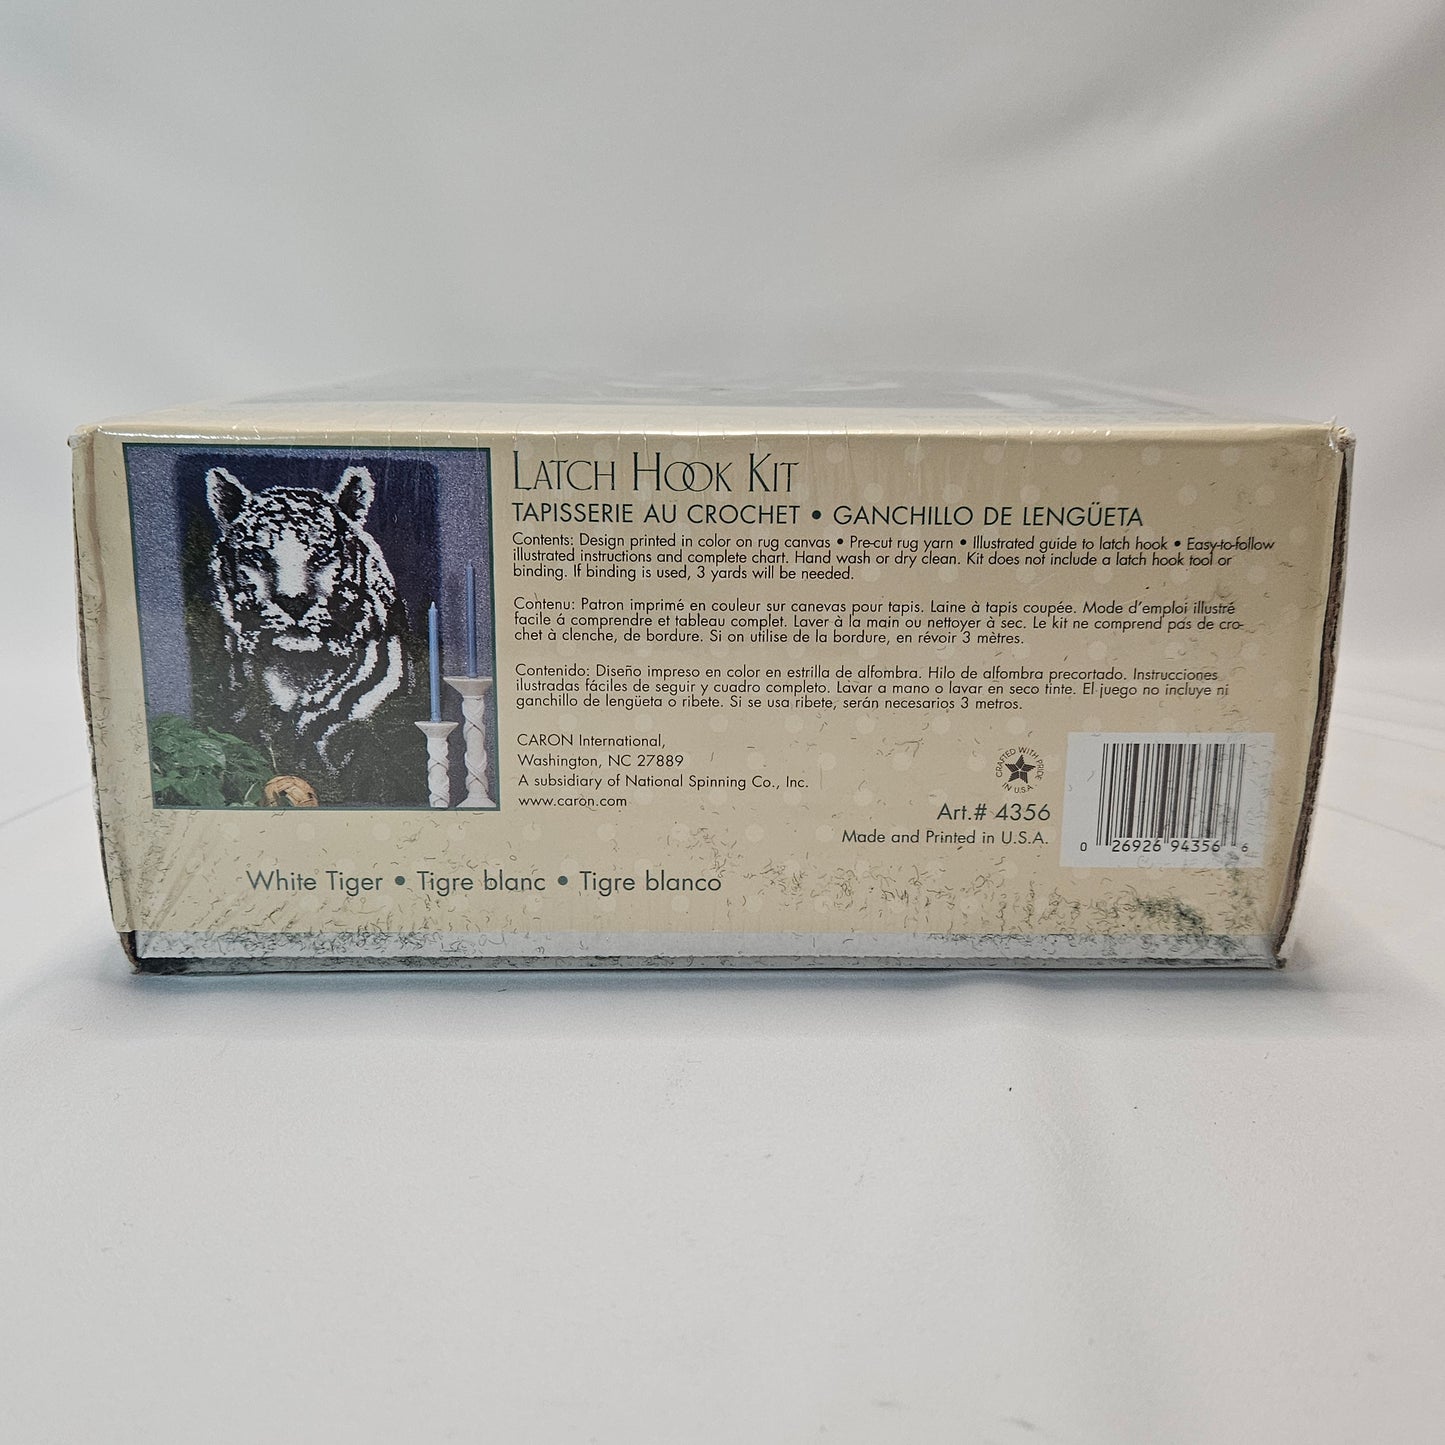 LATCH HOOK KIT
TAPISSERIE AU CROCHET • GANCHILLO DE LENGÜETA
Contents: Design printed in color on rug canvas • Pre-cut rug yarn • Illustrated guide to latch hook • Easy-to-follow
illustrated instructions and complete chart. Hand wash or dry clean. Kit does not include a latch hook tool or
binding. If binding is used, 3 yards will be needed.
Contenu: Patron imprimé en couleur sur canevas pour tapis. Laine à tapis coupée. Mode d'emploi illustré
facile á comprendre et tableau complet. Laver à la main ou nettoyer à sec. Le kit ne comprend pas de cro-
chet à clenche, de bordure. Si on utilise de la bordure, en révoir 3 mètres.
Contenido: Diseño impreso en color en estrilla de alfombra. Hilo de alfombra precortado. Instrucciones
ilustradas fáciles de seguir y cuadro completo. Lavar a mano o lavar en seco tinte. El juego no incluye ni
ganchillo de lengüeta o ribete. Si se usa ribete, serán necesarios 3 metros.
CARON International,
Washington, NC 27889
A subsidiary of National Spinning Co., Inc.
www.caron.com
CRAFTED WITH PRIDE
IN U.S.A.
Art.# 4356
Made and Printed in U.S.A.
0 26926 94356 6
White Tiger • Tigre blanc • Tigre blanco